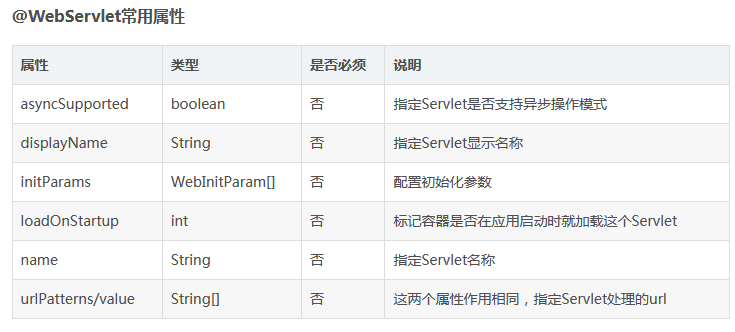 @WebServlet常用属性
属性 类型 是否必须 说明
asyncSupported boolean 否 指定Servlet是否支持异步操作模式
displayName String 否 指定Servlet显示名称
initParams WebInitParam[] 否 配置初始化参数
loadOnStartup int 否 标记容器是否在应用启动时就加载这个Servlet
name String 否 指定Servlet名称
urlPatterns/value String[] 否 这两个属性作用相同，指定Servlet处理的url